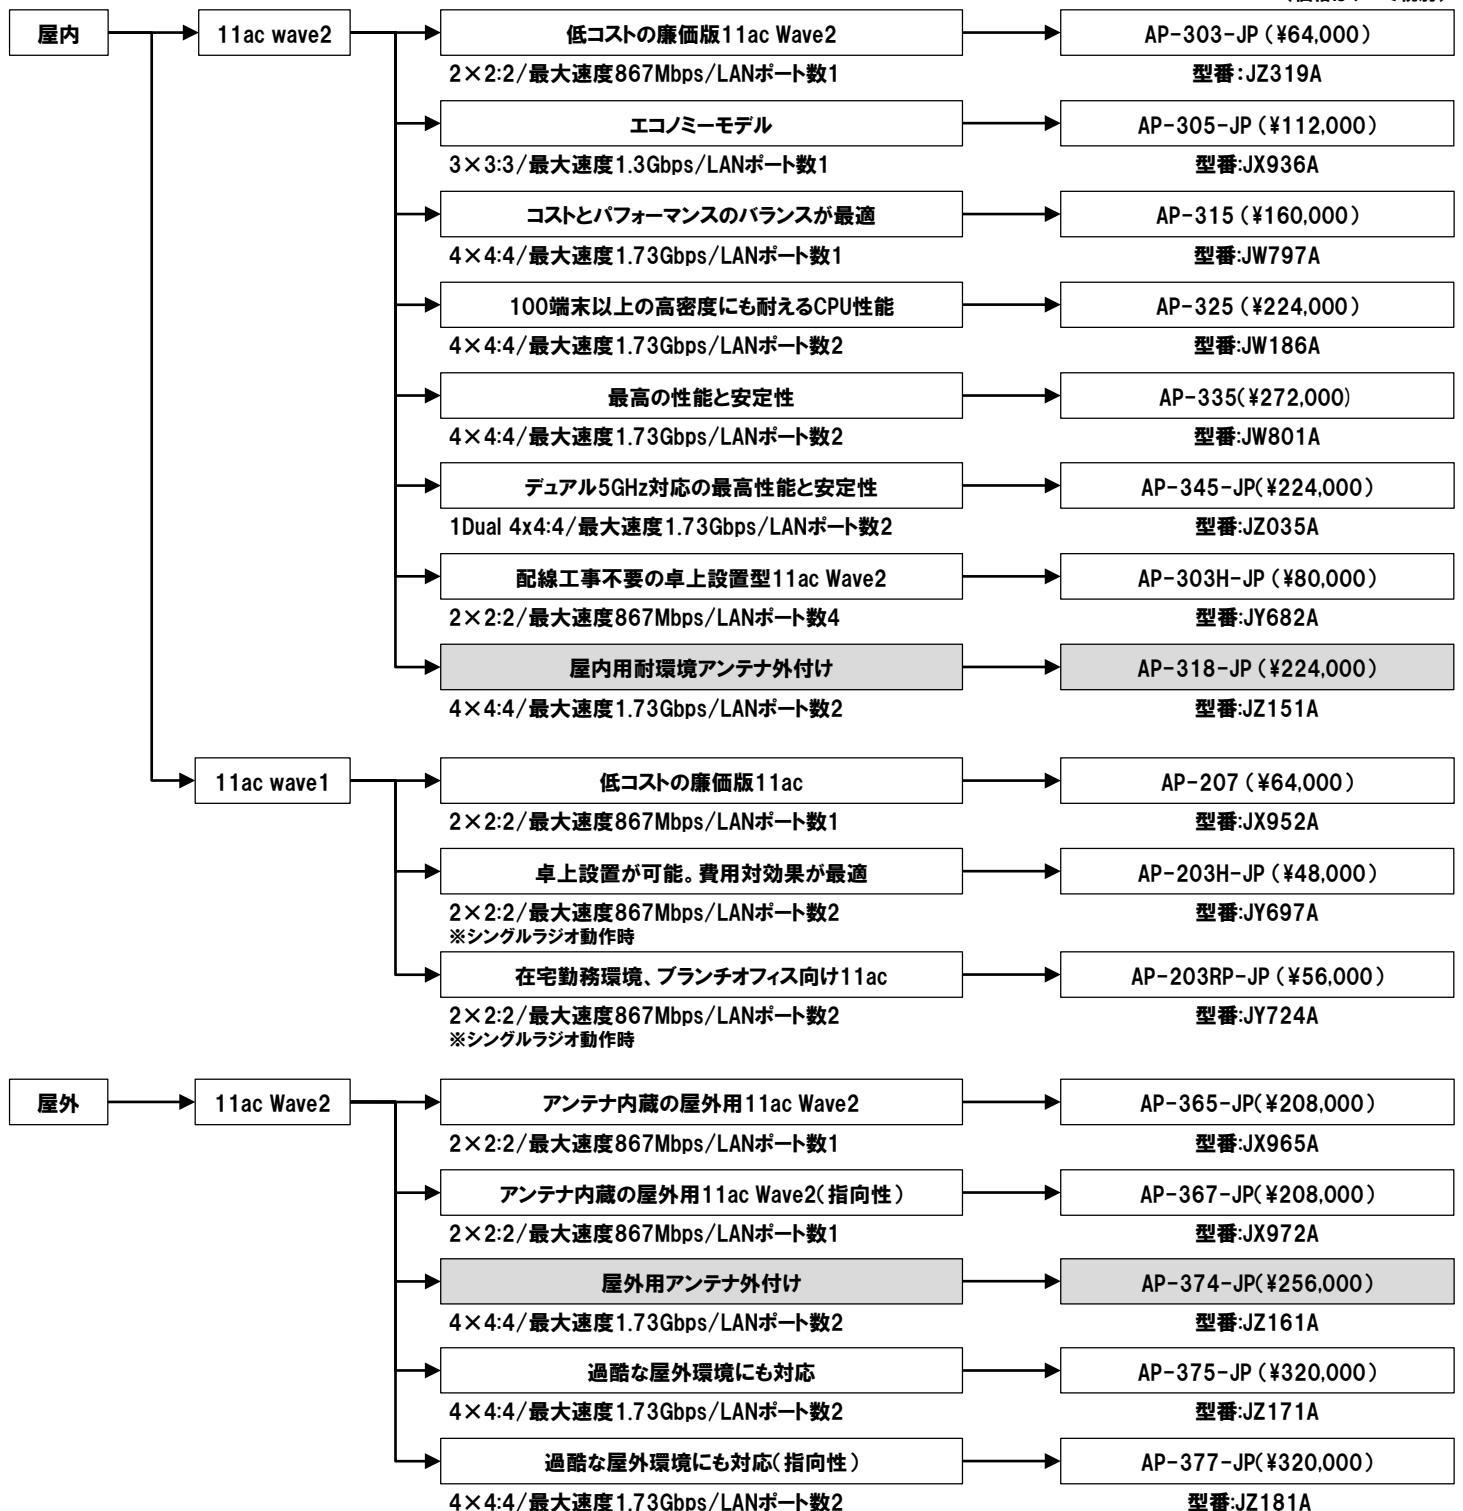 屋内
11ac wave2
低コストの廉価版11ac Wave2
AP-303-JP (¥64,000)
2×2:2/最大速度867Mbps/LANポート数1
型番:JZ319A
エコノミーモデル
AP-305-JP (¥112,000)
3×3:3/最大速度1.3Gbps/LANポート数1
型番:JX936A
コストとパフォーマンスのバランスが最適
AP-315 (¥160,000)
4×4:4/最大速度1.73Gbps/LANポート数1
型番:JW797A
100端末以上の高密度にも耐えるCPU性能
AP-325 (¥224,000)
4×4:4/最大速度1.73Gbps/LANポート数2
型番:JW186A
最高の性能と安定性
AP-335(¥272,000)
4×4:4/最大速度1.73Gbps/LANポート数2
型番:JW801A
デュアル5GHz対応の最高性能と安定性
AP-345-JP(¥224,000)
1Dual 4x4:4/最大速度1.73Gbps/LANポート数2
型番:JZ035A
配線工事不要の卓上設置型11ac Wave2
AP-303H-JP (¥80,000)
2×2:2/最大速度867Mbps/LANポート数4
型番:JY682A
屋内用耐環境アンテナ外付け
AP-318-JP (¥224,000)
4×4:4/最大速度1.73Gbps/LANポート数2
型番:JZ151A
11ac wave1
低コストの廉価版11ac
AP-207 (¥64,000)
2×2:2/最大速度867Mbps/LANポート数1
型番:JX952A
卓上設置が可能。費用対効果が最適
AP-203H-JP (¥48,000)
2×2:2/最大速度867Mbps/LANポート数2
型番:JY697A
※シングルラジオ動作時
在宅勤務環境、ブランチオフィス向け11ac
AP-203RP-JP (¥56,000)
2×2:2/最大速度867Mbps/LANポート数2
型番:JY724A
※シングルラジオ動作時
屋外
11ac Wave2
アンテナ内蔵の屋外用11ac Wave2
AP-365-JP(¥208,000)
2×2:2/最大速度867Mbps/LANポート数1
型番:JX965A
アンテナ内蔵の屋外用11ac Wave2(指向性)
AP-367-JP(¥208,000)
2×2:2/最大速度867Mbps/LANポート数1
型番:JX972A
屋外用アンテナ外付け
AP-374-JP(¥256,000)
4×4:4/最大速度1.73Gbps/LANポート数2
型番:JZ161A
過酷な屋外環境にも対応
AP-375-JP (¥320,000)
4×4:4/最大速度1.73Gbps/LANポート数2
型番:JZ171A
過酷な屋外環境にも対応(指向性)
AP-377-JP(¥320,000)
4×4:4/最大速度1.73Gbps/LANポート数2
型番:JZ181A